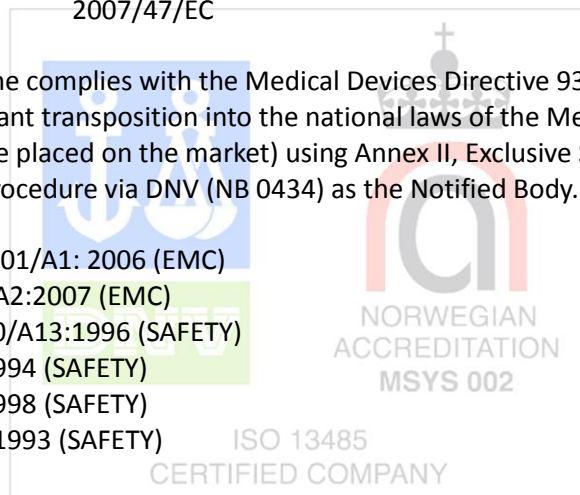 2007/47/EC
ne complies with the Medical Devices Directive 93
ant transposition into the national laws of the Me
e placed on the market) using Annex II, Exclusive S
rocedure via DNV (NB 0434) as the Notified Body.
01/A1: 2006 (EMC)
A2:2007 (EMC)
0/A13:1996 (SAFETY)
994 (SAFETY)
998 (SAFETY)
1993 (SAFETY)
DNV
NORWEGIAN
ACCREDITATION
MSYS 002
ISO 13485
CERTIFIED COMPANY